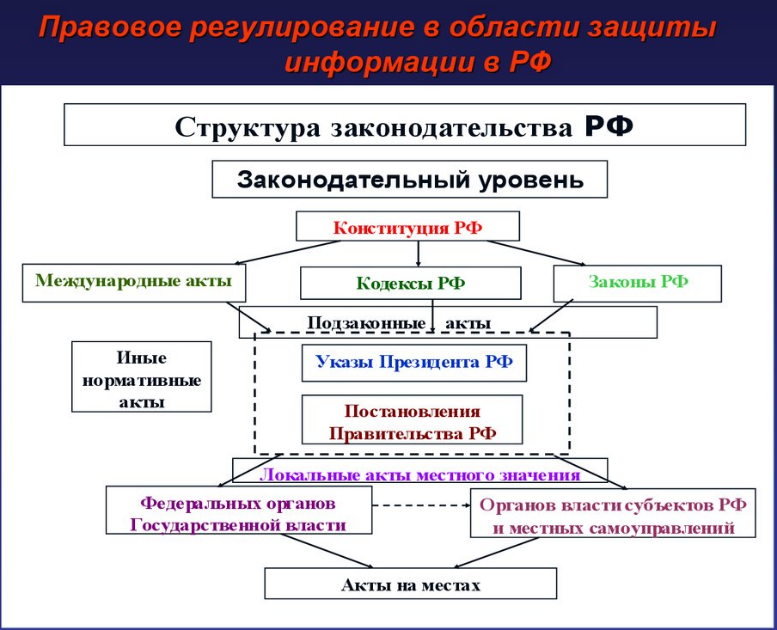 Правовое регулирование в области защиты
информации в РФ
Структура законодательства РФ
Законодательный уровень
Конституция РФ
Международные акты
Кодексы РФ
Законы РФ
Подзаконные акты
Иные
нормативные
акты
Указы Президента РФ
Постановления
Правительства РФ
Локальные акты местного значения
Федеральных органов
Государственной власти
Органов власти субъектов РФ
и местных самоуправлений
Акты на местах